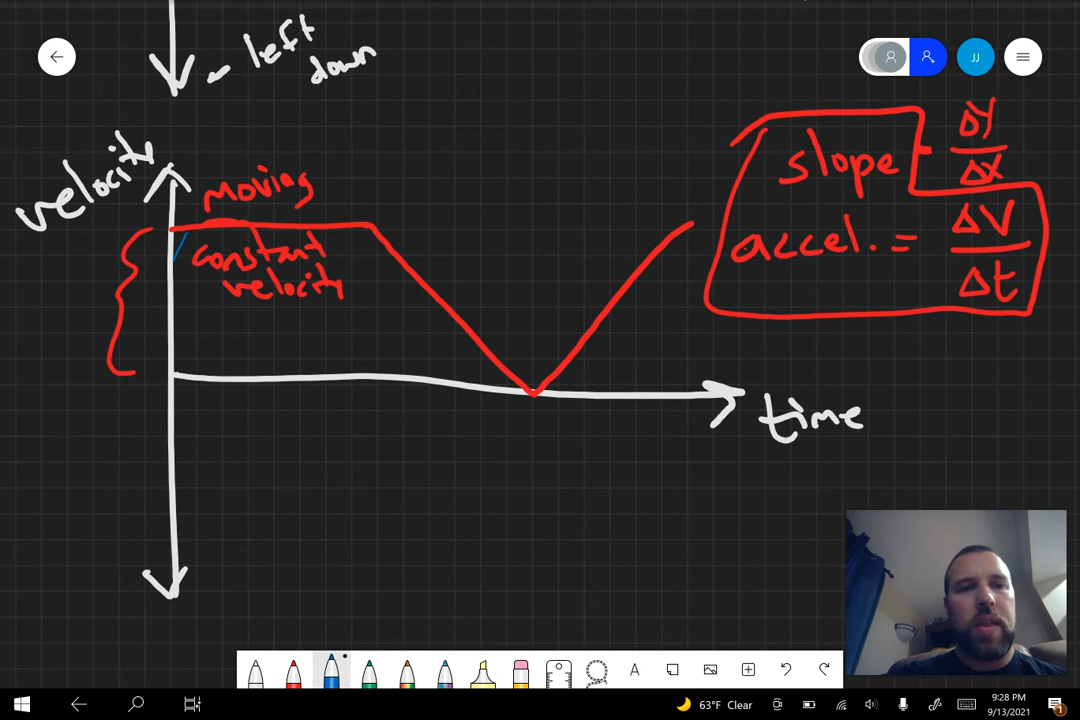 left
down
JJ
velocity
moving
constant
velocity
slope = ΔY
ΔX
accel. = ΔV
Δt
time
A
63°F Clear
9:28 PM
9/13/2021
1